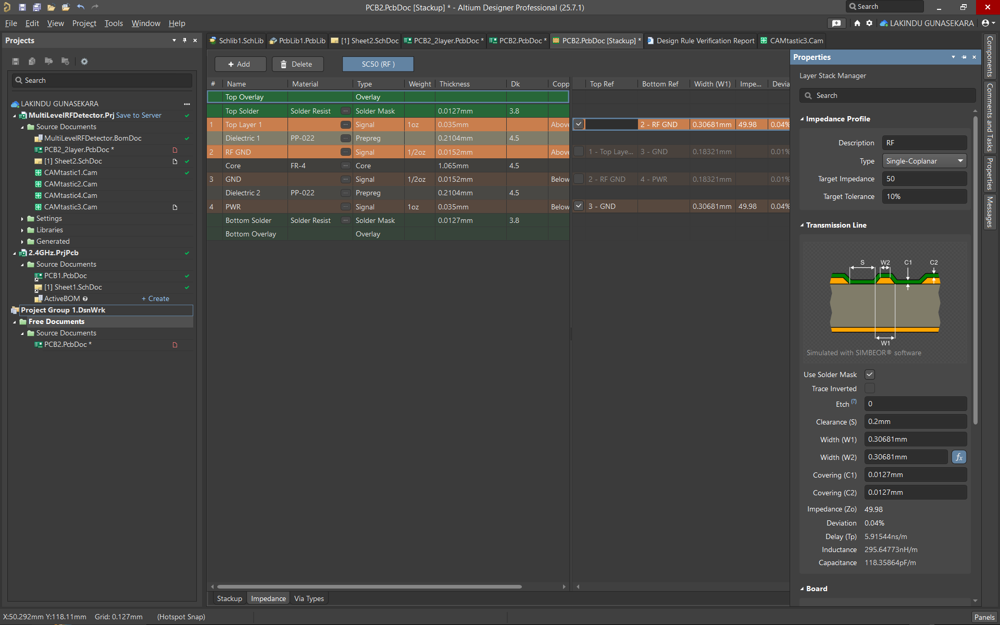 PCB2.PcbDoc [Stackup] * - Altium Designer Professional (25.7.1)
Search
File Edit View Project Tools Window Help
LAKINDU GUNASEKARA
Projects
Search
LAKINDU GUNASEKARA
MultiLevelRFDetector.Prj Save to Server
Source Documents
MultiLevelRFDetector.BomDoc
PCB2_2layer.PcbDoc *
[1] Sheet2.SchDoc
CAMtastic1.Cam
CAMtastic2.Cam
CAMtastic4.Cam
CAMtastic3.Cam
Settings
Libraries
Generated
2.4GHz.PrjPcb
Source Documents
PCB1.PcbDoc
[1] Sheet1.SchDoc
ActiveBOM + Create
Project Group 1.DsnWrk
Free Documents
Source Documents
PCB2.PcbDoc *
Schlib1.SchLib PcbLib1.PcbLib [1] Sheet2.SchDoc PCB2_2layer.PcbDoc * PCB2.PcbDoc * PCB2.PcbDoc [Stackup] * Design Rule Verification Report CAMtastic3.Cam
+ Add Delete SC50 (RF )
# Name Material Type Weight Thickness Dk Copp Top Ref Bottom Ref Width (W1) Impe... Devia
Top Overlay Overlay
Top Solder Solder Resist Solder Mask 0.0127mm 3.8
1 Top Layer 1 Signal 1oz 0.035mm Above 2 - RF GND 0.30681mm 49.98 0.04%
Dielectric 1 PP-022 Prepreg 0.2104mm 4.5
2 RF GND Signal 1/2oz 0.0152mm Above 1 - Top Laye... 3 - GND 0.18321mm 0.01%
Core FR-4 Core 1.065mm 4.5
3 GND Signal 1/2oz 0.0152mm Below 2 - RF GND 4 - PWR 0.18321mm 0.01%
Dielectric 2 PP-022 Prepreg 0.2104mm 4.5
4 PWR Signal 1oz 0.035mm Below 3 - GND 0.30681mm 49.98 0.04%
Bottom Solder Solder Resist Solder Mask 0.0127mm 3.8
Bottom Overlay Overlay
Stackup Impedance Via Types
Properties
Layer Stack Manager
Search
Impedance Profile
Description RF
Type Single-Coplanar
Target Impedance 50
Target Tolerance 10%
Transmission Line
S W2 C1 C2
W1
Simulated with SIMBEOR® software
Use Solder Mask
Trace Inverted
Etch (?) 0
Clearance (S) 0.2mm
Width (W1) 0.30681mm
Width (W2) 0.30681mm fx
Covering (C1) 0.0127mm
Covering (C2) 0.0127mm
Impedance (Zo) 49.98
Deviation 0.04%
Delay (Tp) 5.91544ns/m
Inductance 295.64773nH/m
Capacitance 118.35864pF/m
Board
Components
Comments and Tasks
Properties
Messages
X:50.292mm Y:118.11mm Grid: 0.127mm (Hotspot Snap)
Panels